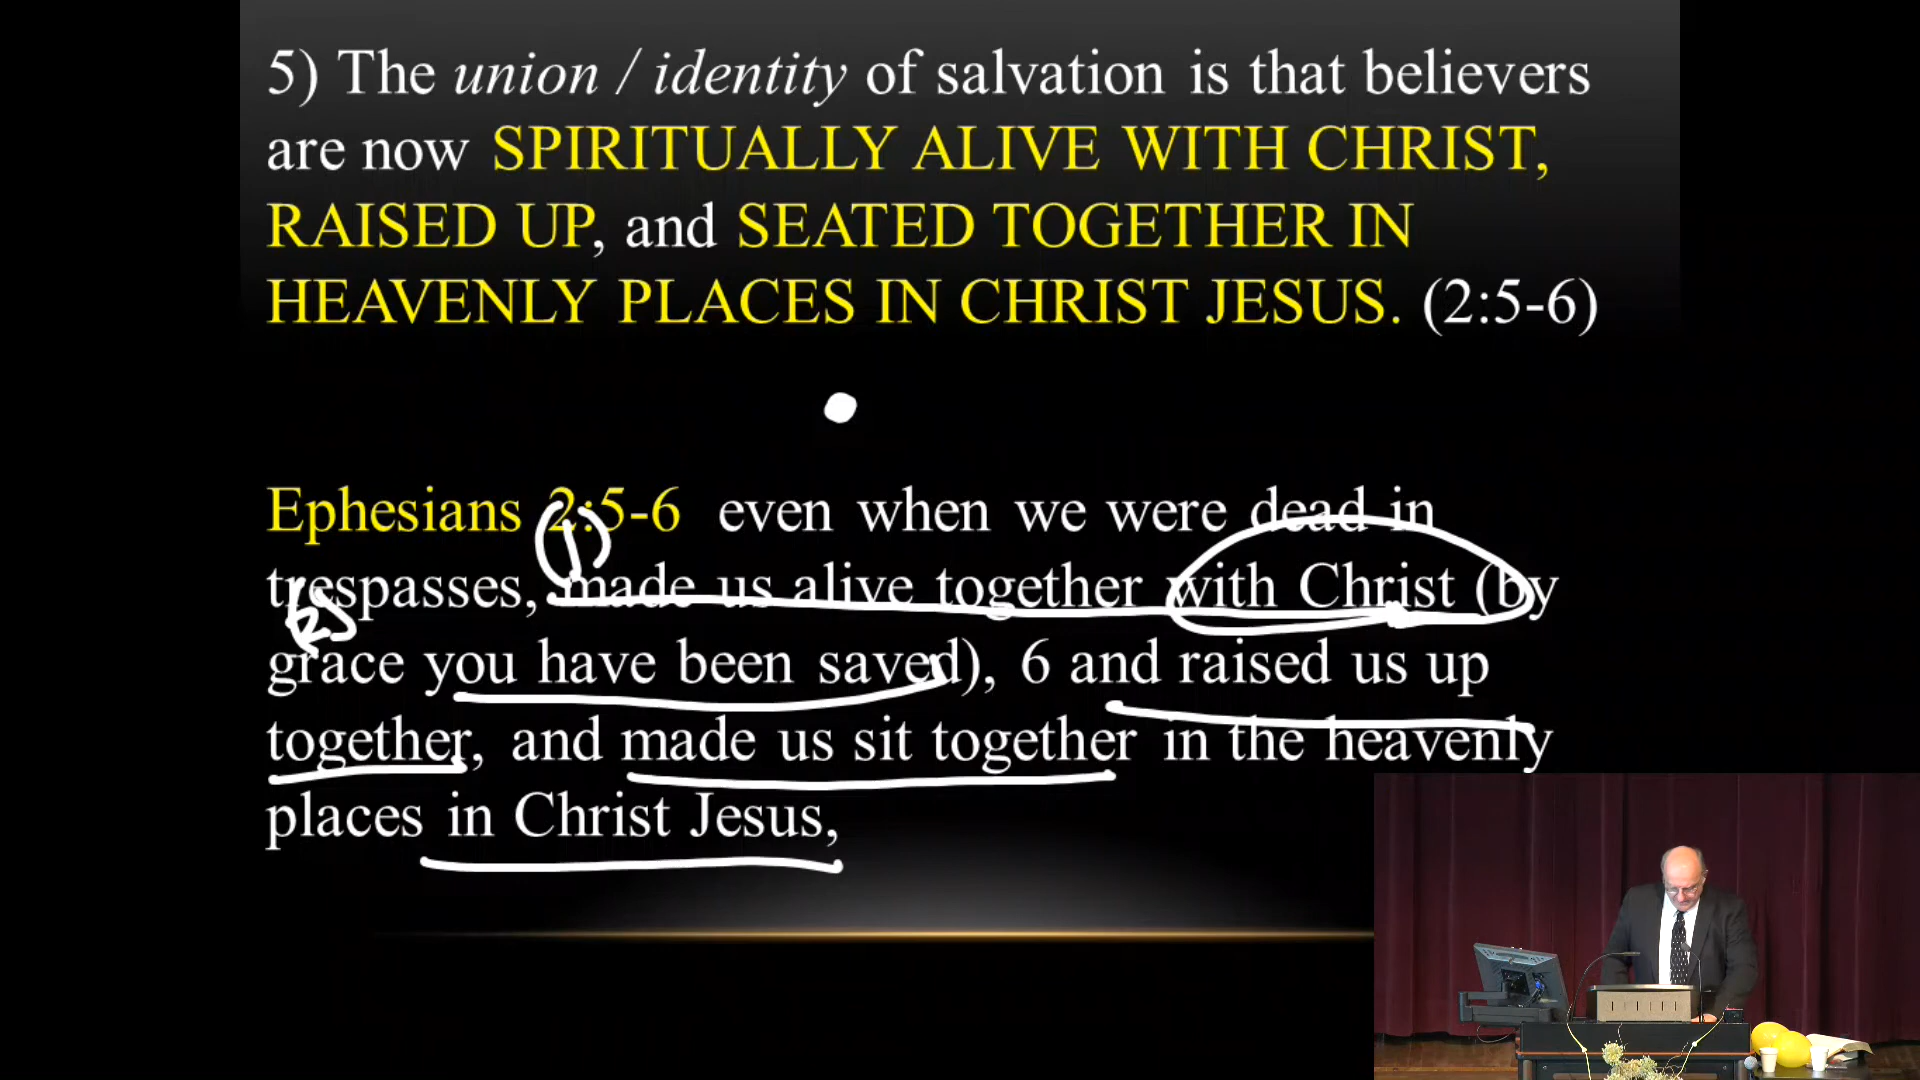 5) The union / identity of salvation is that believers
are now SPIRITUALLY ALIVE WITH CHRIST,
RAISED UP, and SEATED TOGETHER IN
HEAVENLY PLACES IN CHRIST JESUS. (2:5-6)
Ephesians 2:5-6 even when we were dead in
(1)
trespasses, made us alive together with Christ (by
grace you have been saved), 6 and raised us up
together, and made us sit together in the heavenly
places in Christ Jesus,